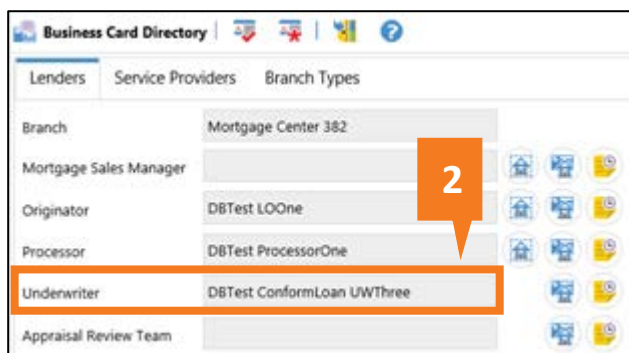 Business Card Directory
Lenders Service Providers Branch Types
Branch Mortgage Center 382
Mortgage Sales Manager
2
Originator DBTest LOOne
Processor DBTest ProcessorOne
Underwriter DBTest ConformLoan UWThree
Appraisal Review Team